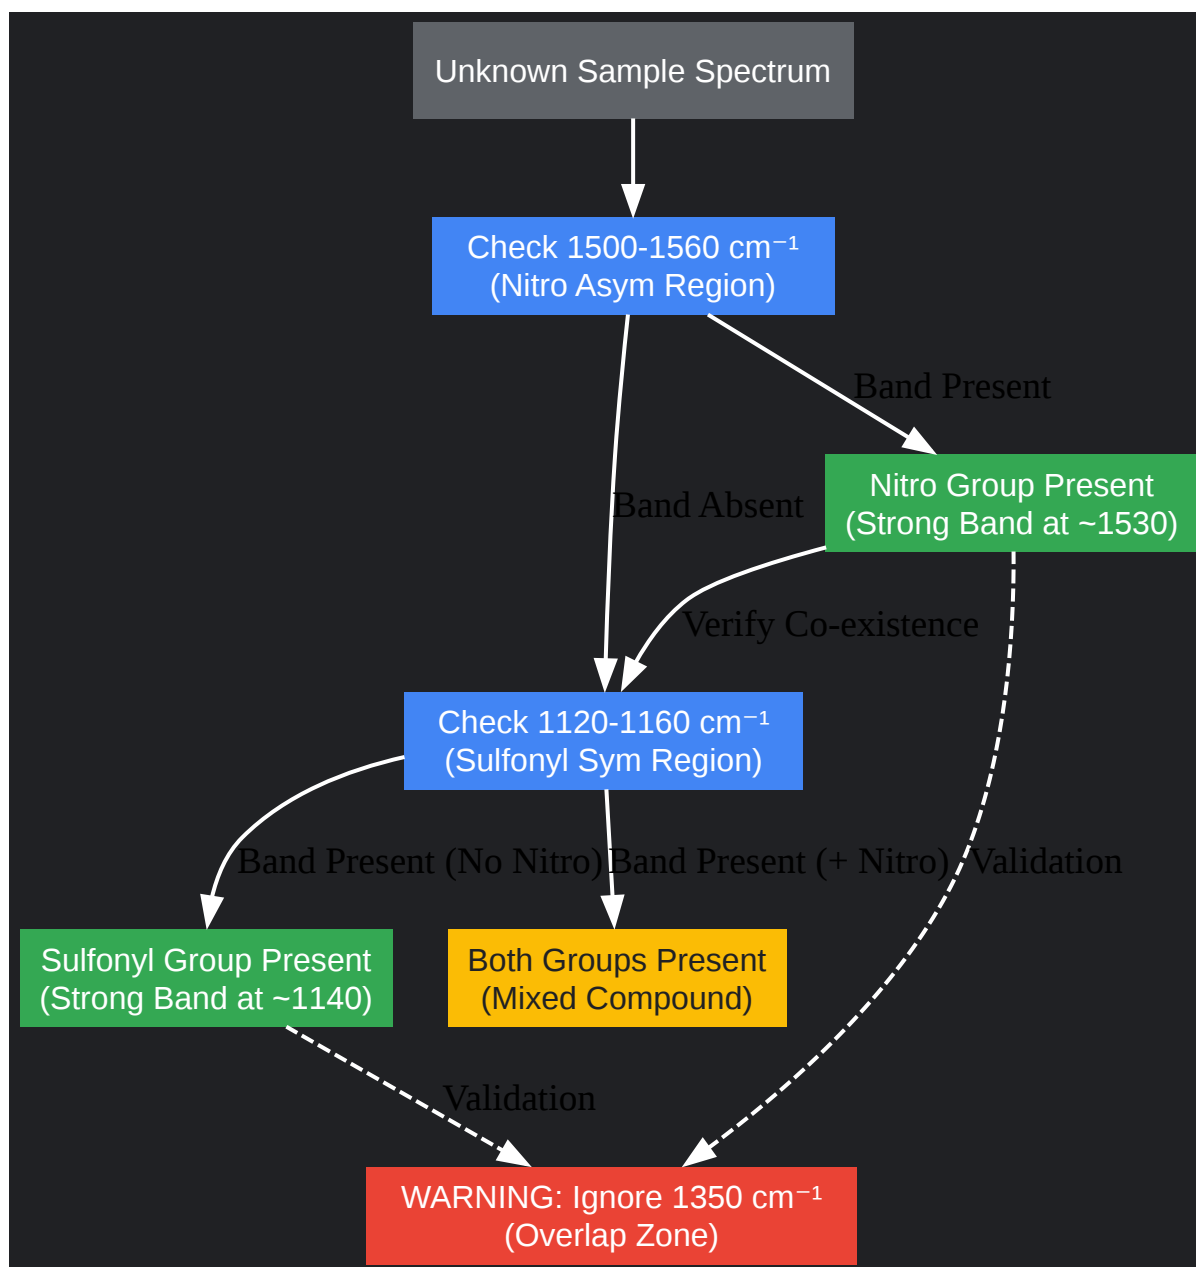 Unknown Sample Spectrum
Check 1500-1560 cm⁻¹
(Nitro Asym Region)
Band Present
Nitro Group Present
(Strong Band at ~1530)
Band Absent
Verify Co-existence
Check 1120-1160 cm⁻¹
(Sulfonyl Sym Region)
Band Present (No Nitro)
Band Present (+ Nitro)
Validation
Sulfonyl Group Present
(Strong Band at ~1140)
Both Groups Present
(Mixed Compound)
Validation
WARNING: Ignore 1350 cm⁻¹
(Overlap Zone)